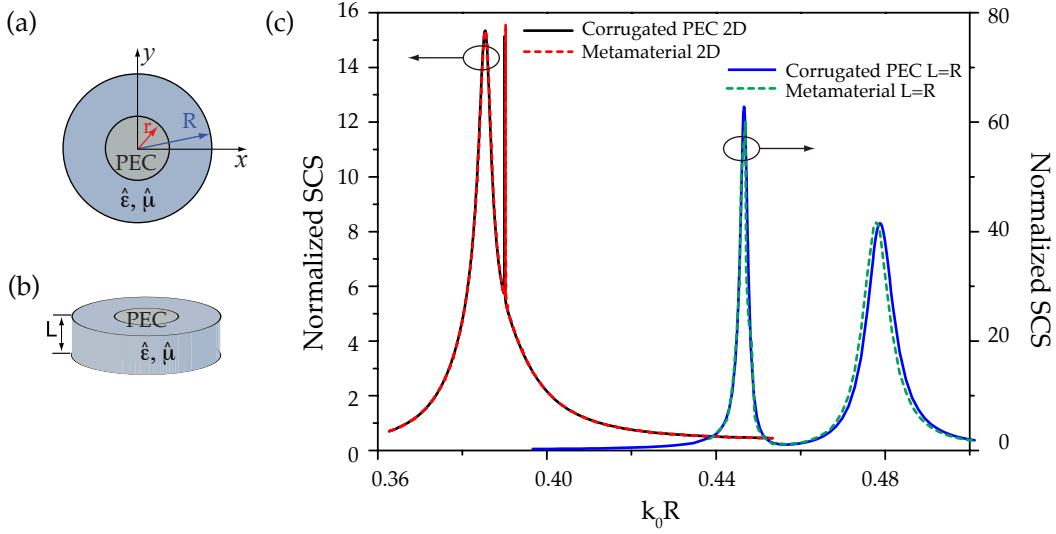 (a)
y
r
R
PEC
x
ε̂, μ̂
(b)
PEC
L
ε̂, μ̂
(c)
16
14
12
10
8
6
4
2
0
Normalized SCS
Corrugated PEC 2D
Metamaterial 2D
Corrugated PEC L=R
Metamaterial L=R
80
60
40
20
0
Normalized SCS
0.36
0.40
0.44
0.48
k₀R